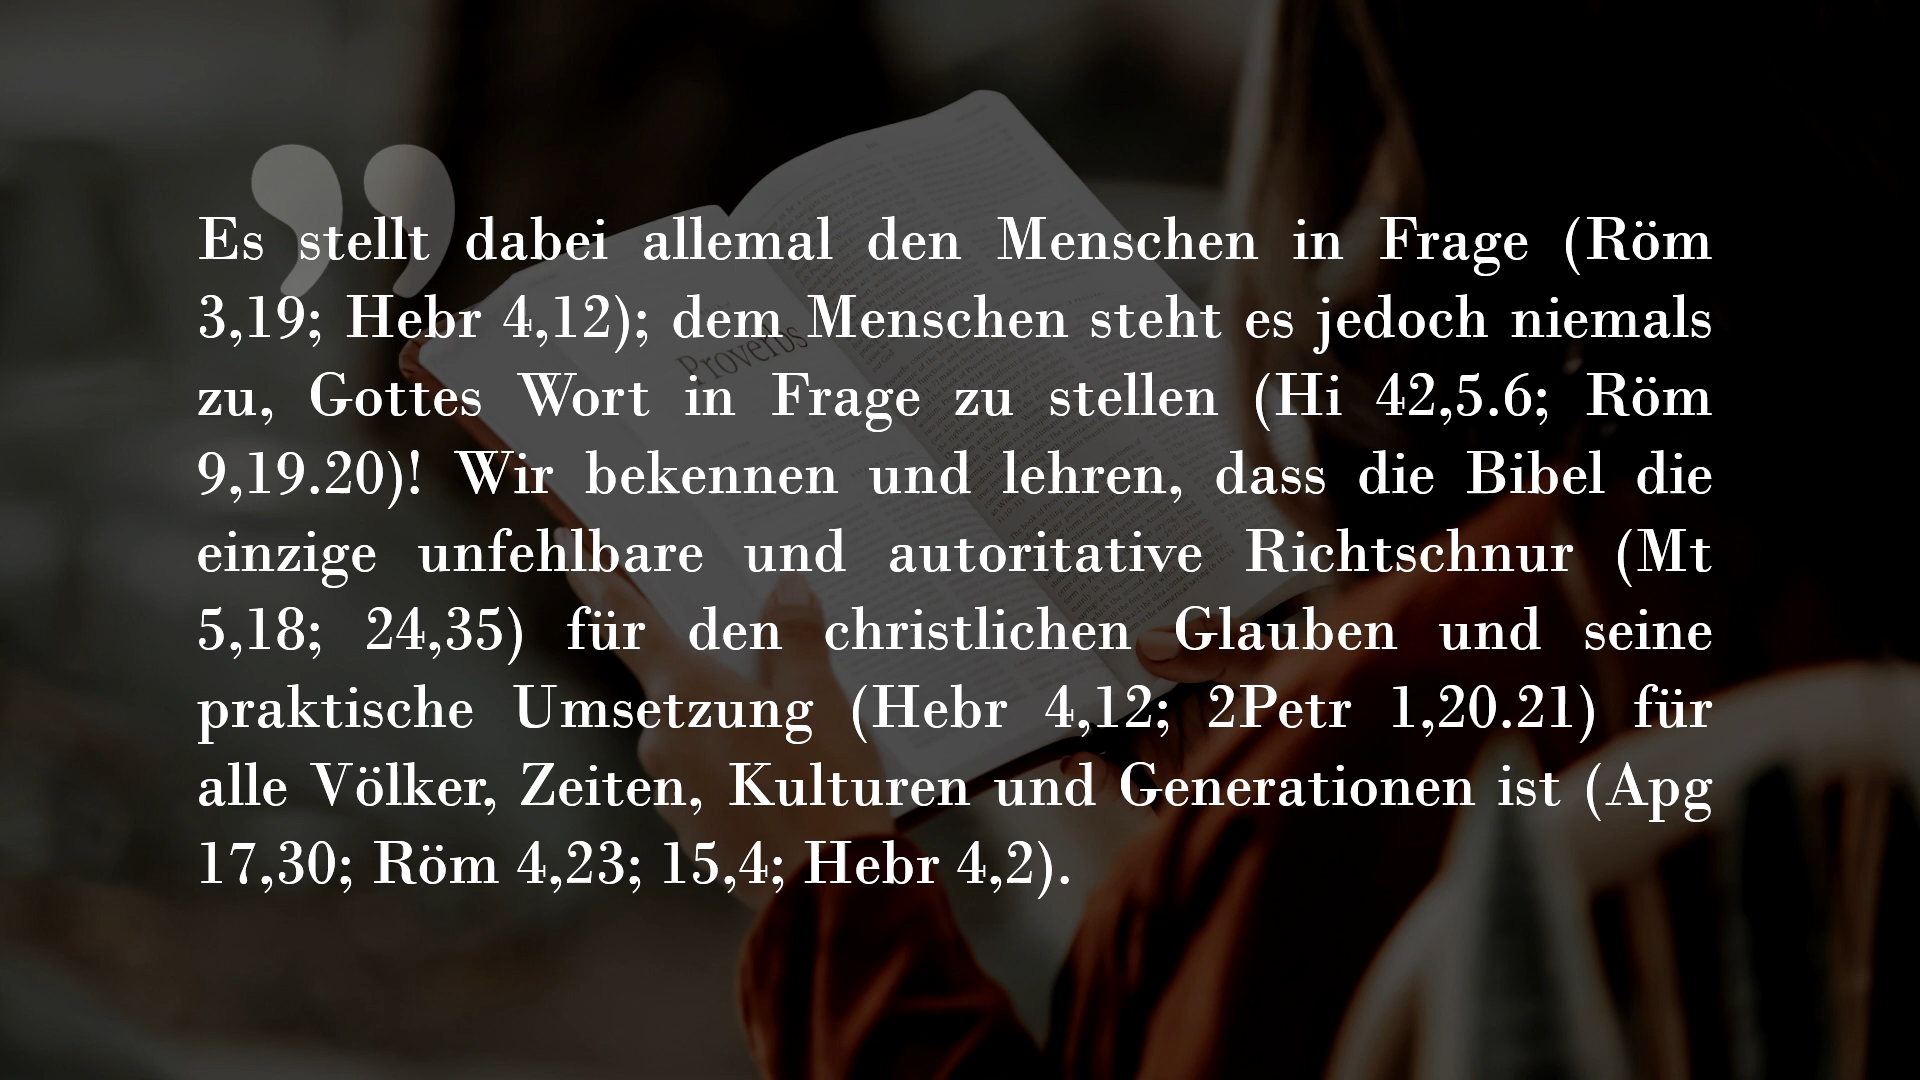 Es stellt dabei allemal den Menschen in Frage (Röm
3,19; Hebr 4,12); dem Menschen steht es jedoch niemals
zu, Gottes Wort in Frage zu stellen (Hi 42,5.6; Röm
9,19.20)! Wir bekennen und lehren, dass die Bibel die
einzige unfehlbare und autoritative Richtschnur (Mt
5,18; 24,35) für den christlichen Glauben und seine
praktische Umsetzung (Hebr 4,12; 2Petr 1,20.21) für
alle Völker, Zeiten, Kulturen und Generationen ist (Apg
17,30; Röm 4,23; 15,4; Hebr 4,2).
Proverbs